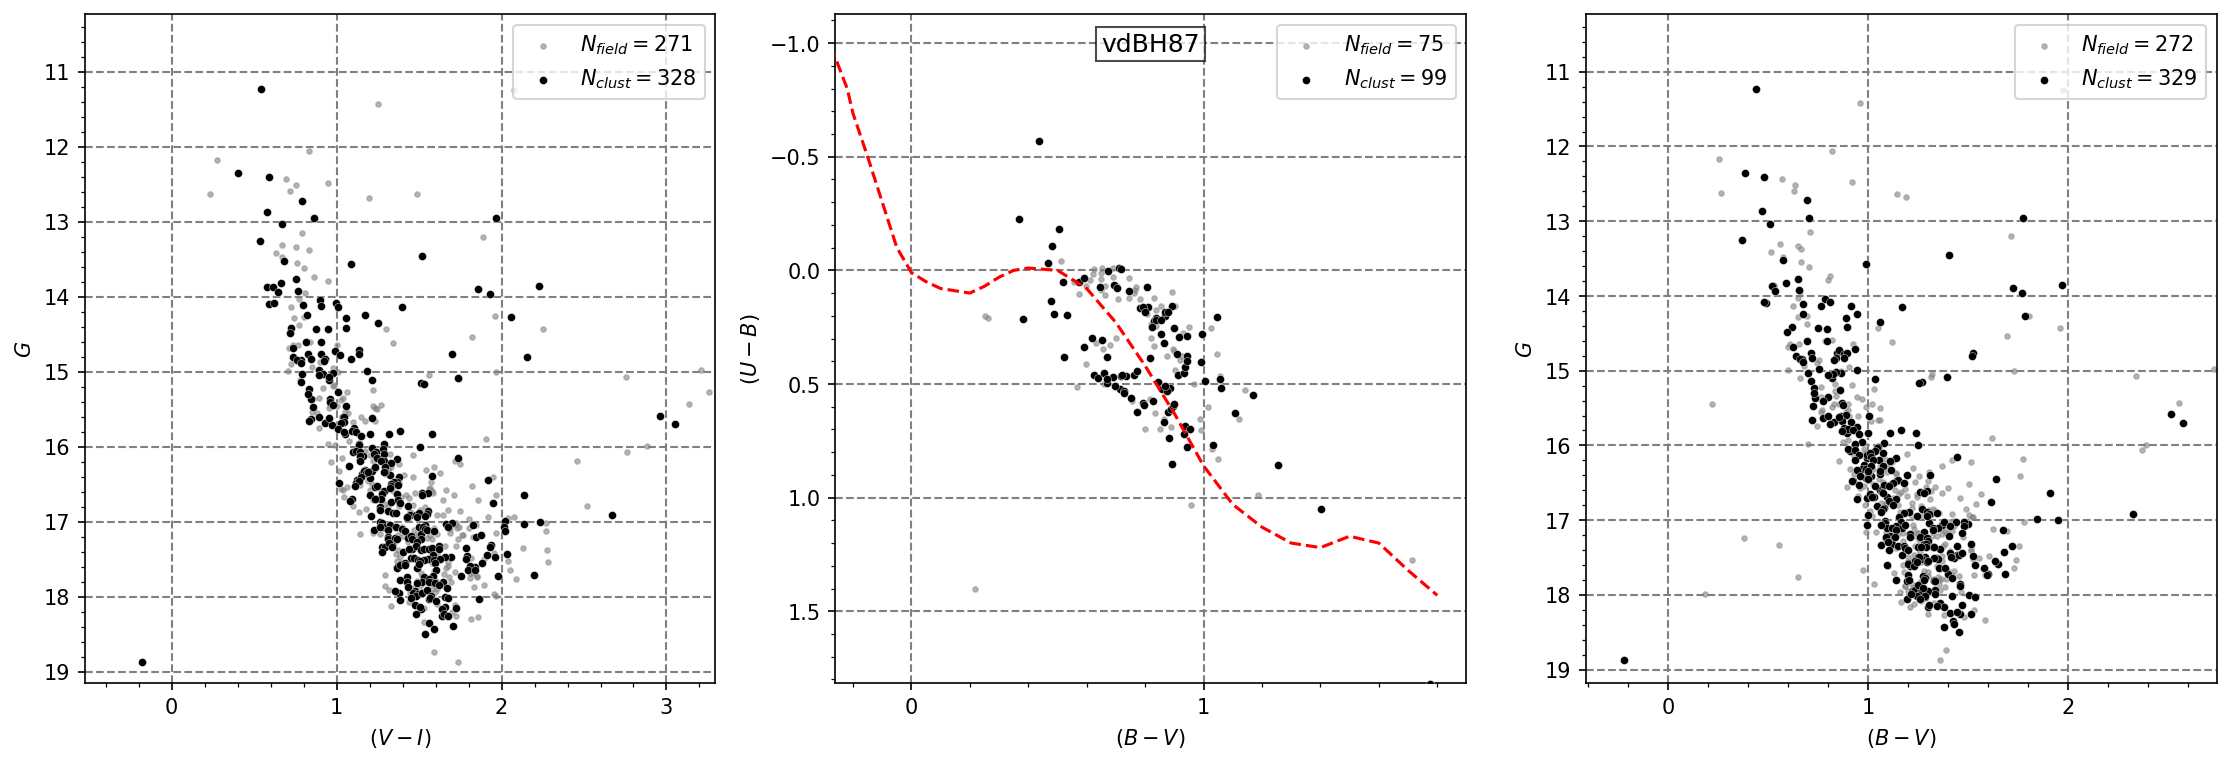 N_field = 271
N_clust = 328
11
12
13
14
15
16
17
18
19
G
0
1
2
3
(V − I)
vdBH87
N_field = 75
N_clust = 99
−1.0
−0.5
0.0
0.5
1.0
1.5
(U − B)
0
1
(B − V)
N_field = 272
N_clust = 329
11
12
13
14
15
16
17
18
19
G
0
1
2
(B − V)